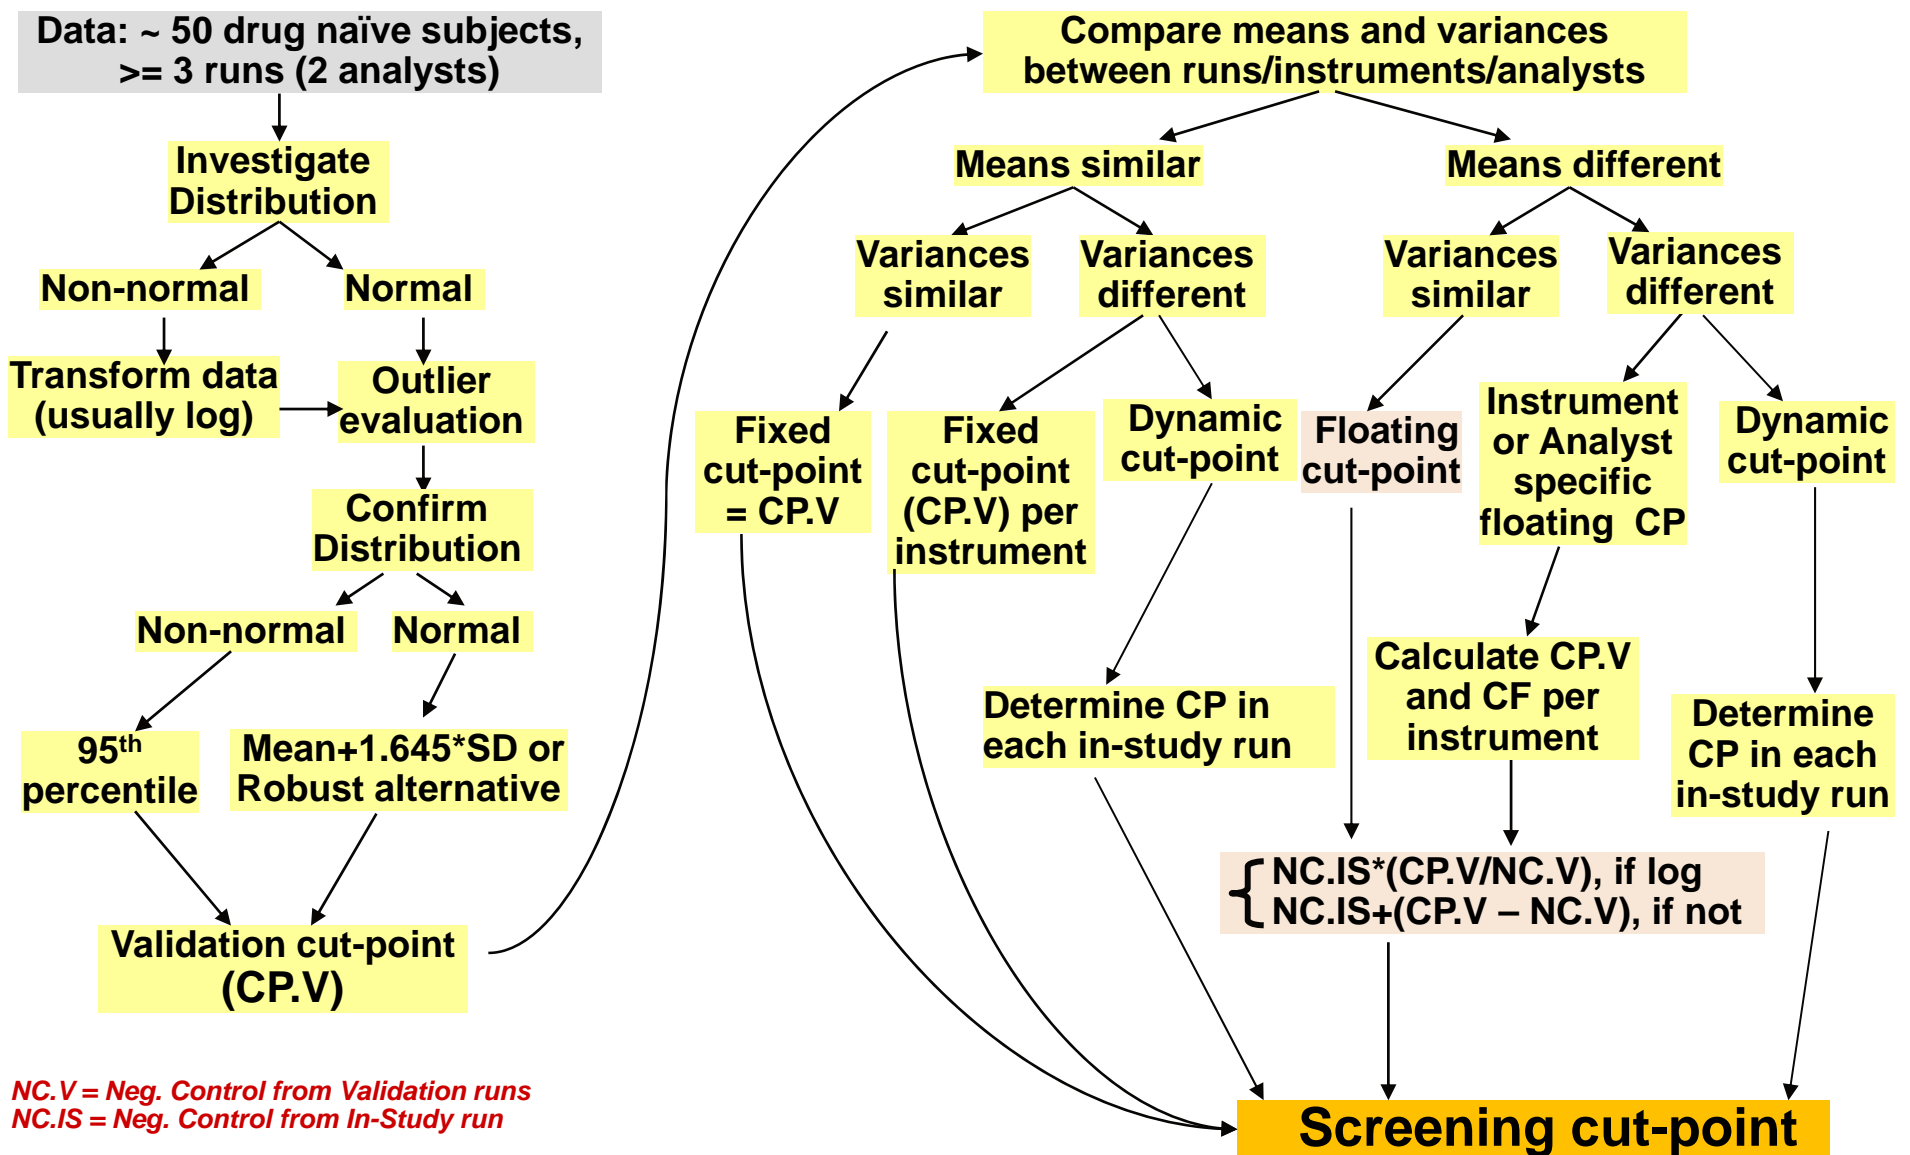 Data: ~ 50 drug naïve subjects,
>= 3 runs (2 analysts)
Investigate
Distribution
Non-normal
Normal
Transform data
(usually log)
Outlier
evaluation
Confirm
Distribution
Non-normal
Normal
95th
percentile
Mean+1.645*SD or
Robust alternative
Validation cut-point
(CP.V)
NC.V = Neg. Control from Validation runs
NC.IS = Neg. Control from In-Study run
Compare means and variances
between runs/instruments/analysts
Means similar
Means different
Variances
similar
Variances
different
Variances
similar
Variances
different
Fixed
cut-point
= CP.V
Fixed
cut-point
(CP.V) per
instrument
Dynamic
cut-point
Floating
cut-point
Instrument
or Analyst
specific
floating CP
Dynamic
cut-point
Determine CP in
each in-study run
Calculate CP.V
and CF per
instrument
Determine
CP in each
in-study run
NC.IS*(CP.V/NC.V), if log
NC.IS+(CP.V – NC.V), if not
Screening cut-point